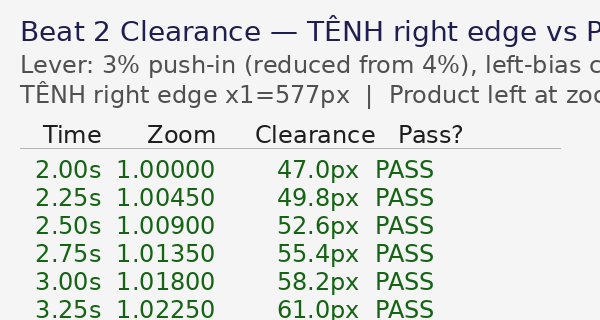 Beat 2 Clearance — TÊNH right edge vs P
Lever: 3% push-in (reduced from 4%), left-bias c
TÊNH right edge x1=577px | Product left at zoo
Time Zoom Clearance Pass?
2.00s 1.00000 47.0px PASS
2.25s 1.00450 49.8px PASS
2.50s 1.00900 52.6px PASS
2.75s 1.01350 55.4px PASS
3.00s 1.01800 58.2px PASS
3.25s 1.02250 61.0px PASS